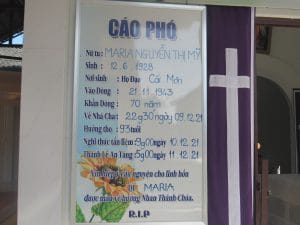 CÁO PHÓ
Nữ tu: MARIA NGUYỄN THỊ MỸ
Sinh : 12. 6. 1928
Nơi sinh : Họ Đạo Cái Mơn
Vào Dòng : 21. 11. 1943
Khấn Dòng : 70 năm
Về Nhà Cha: 22g30 ngày 09.12.21
Hưởng thọ: 93 tuổi
Nghi thức tẩn liệm: 9g00 ngày 10.12.21
Thánh Lễ An Táng: 5g00 ngày 11.12.21
Xin hiệp ý cầu nguyện cho linh hồn
MARIA
được mau về hưởng Nhan Thánh Chúa.
R.I.P